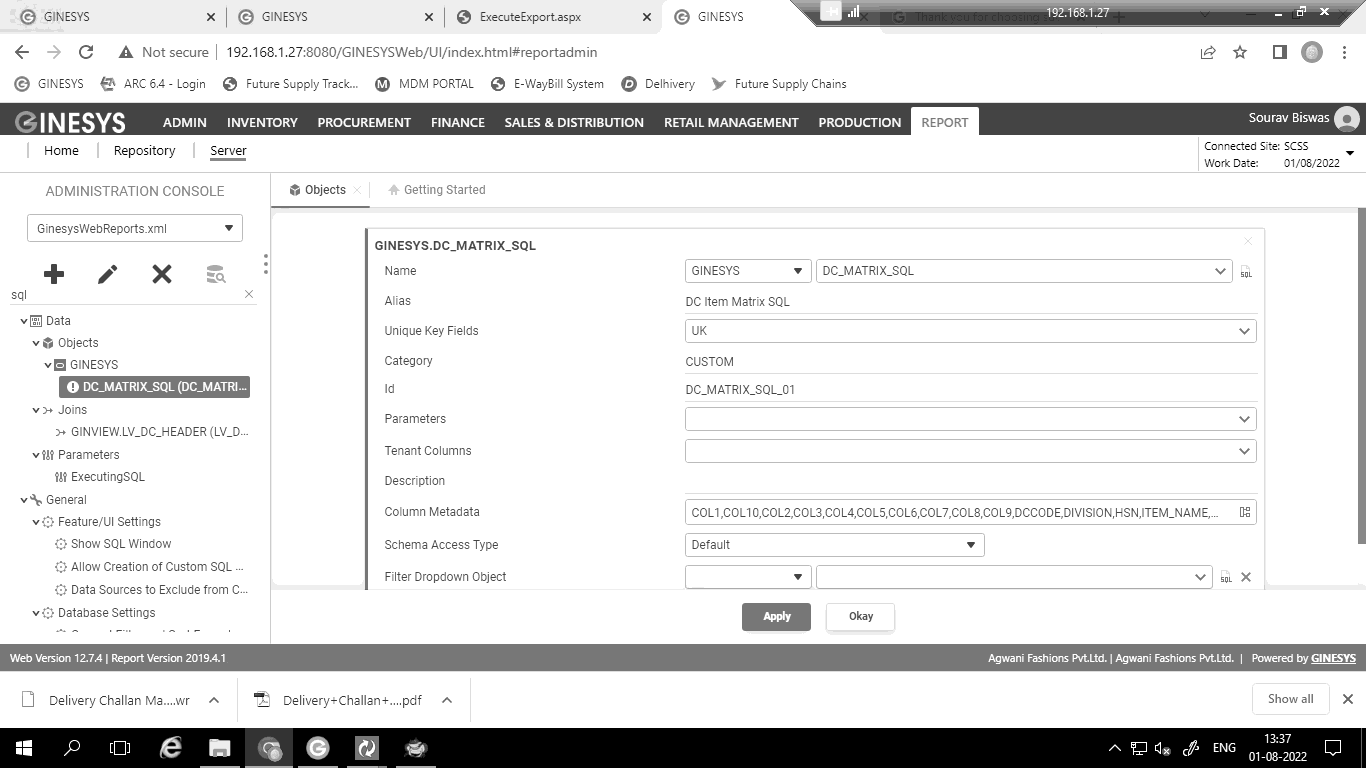 GINESYS
GINESYS
ExecuteExport.aspx
GINESYS
192.168.1.27
Thank you for choosing
Not secure
192.168.1.27:8080/GINESYSWeb/UI/index.html#reportadmin
GINESYS
ARC 6.4 - Login
Future Supply Track...
MDM PORTAL
E-WayBill System
Delhivery
Future Supply Chains
GINESYS
ADMIN
INVENTORY
PROCUREMENT
FINANCE
SALES & DISTRIBUTION
RETAIL MANAGEMENT
PRODUCTION
REPORT
Sourav Biswas
Home
Repository
Server
Connected Site: SCSS
Work Date: 01/08/2022
ADMINISTRATION CONSOLE
GinesysWebReports.xml
sql
Data
Objects
GINESYS
DC_MATRIX_SQL (DC_MATRI...
Joins
GINVIEW.LV_DC_HEADER (LV_D...
Parameters
ExecutingSQL
General
Feature/UI Settings
Show SQL Window
Allow Creation of Custom SQL ...
Data Sources to Exclude from C...
Database Settings
Objects
Getting Started
GINESYS.DC_MATRIX_SQL
Name
GINESYS
DC_MATRIX_SQL
SQL
Alias
DC Item Matrix SQL
Unique Key Fields
UK
Category
CUSTOM
Id
DC_MATRIX_SQL_01
Parameters
Tenant Columns
Description
Column Metadata
COL1,COL10,COL2,COL3,COL4,COL5,COL6,COL7,COL8,COL9,DCCODE,DIVISION,HSN,ITEM_NAME,...
Schema Access Type
Default
Filter Dropdown Object
SQL
Apply
Okay
Web Version 12.7.4 | Report Version 2019.4.1
Agwani Fashions Pvt.Ltd. | Agwani Fashions Pvt.Ltd. | Powered by GINESYS
Delivery Challan Ma....wr
Delivery+Challan+....pdf
Show all
ENG
13:37
01-08-2022